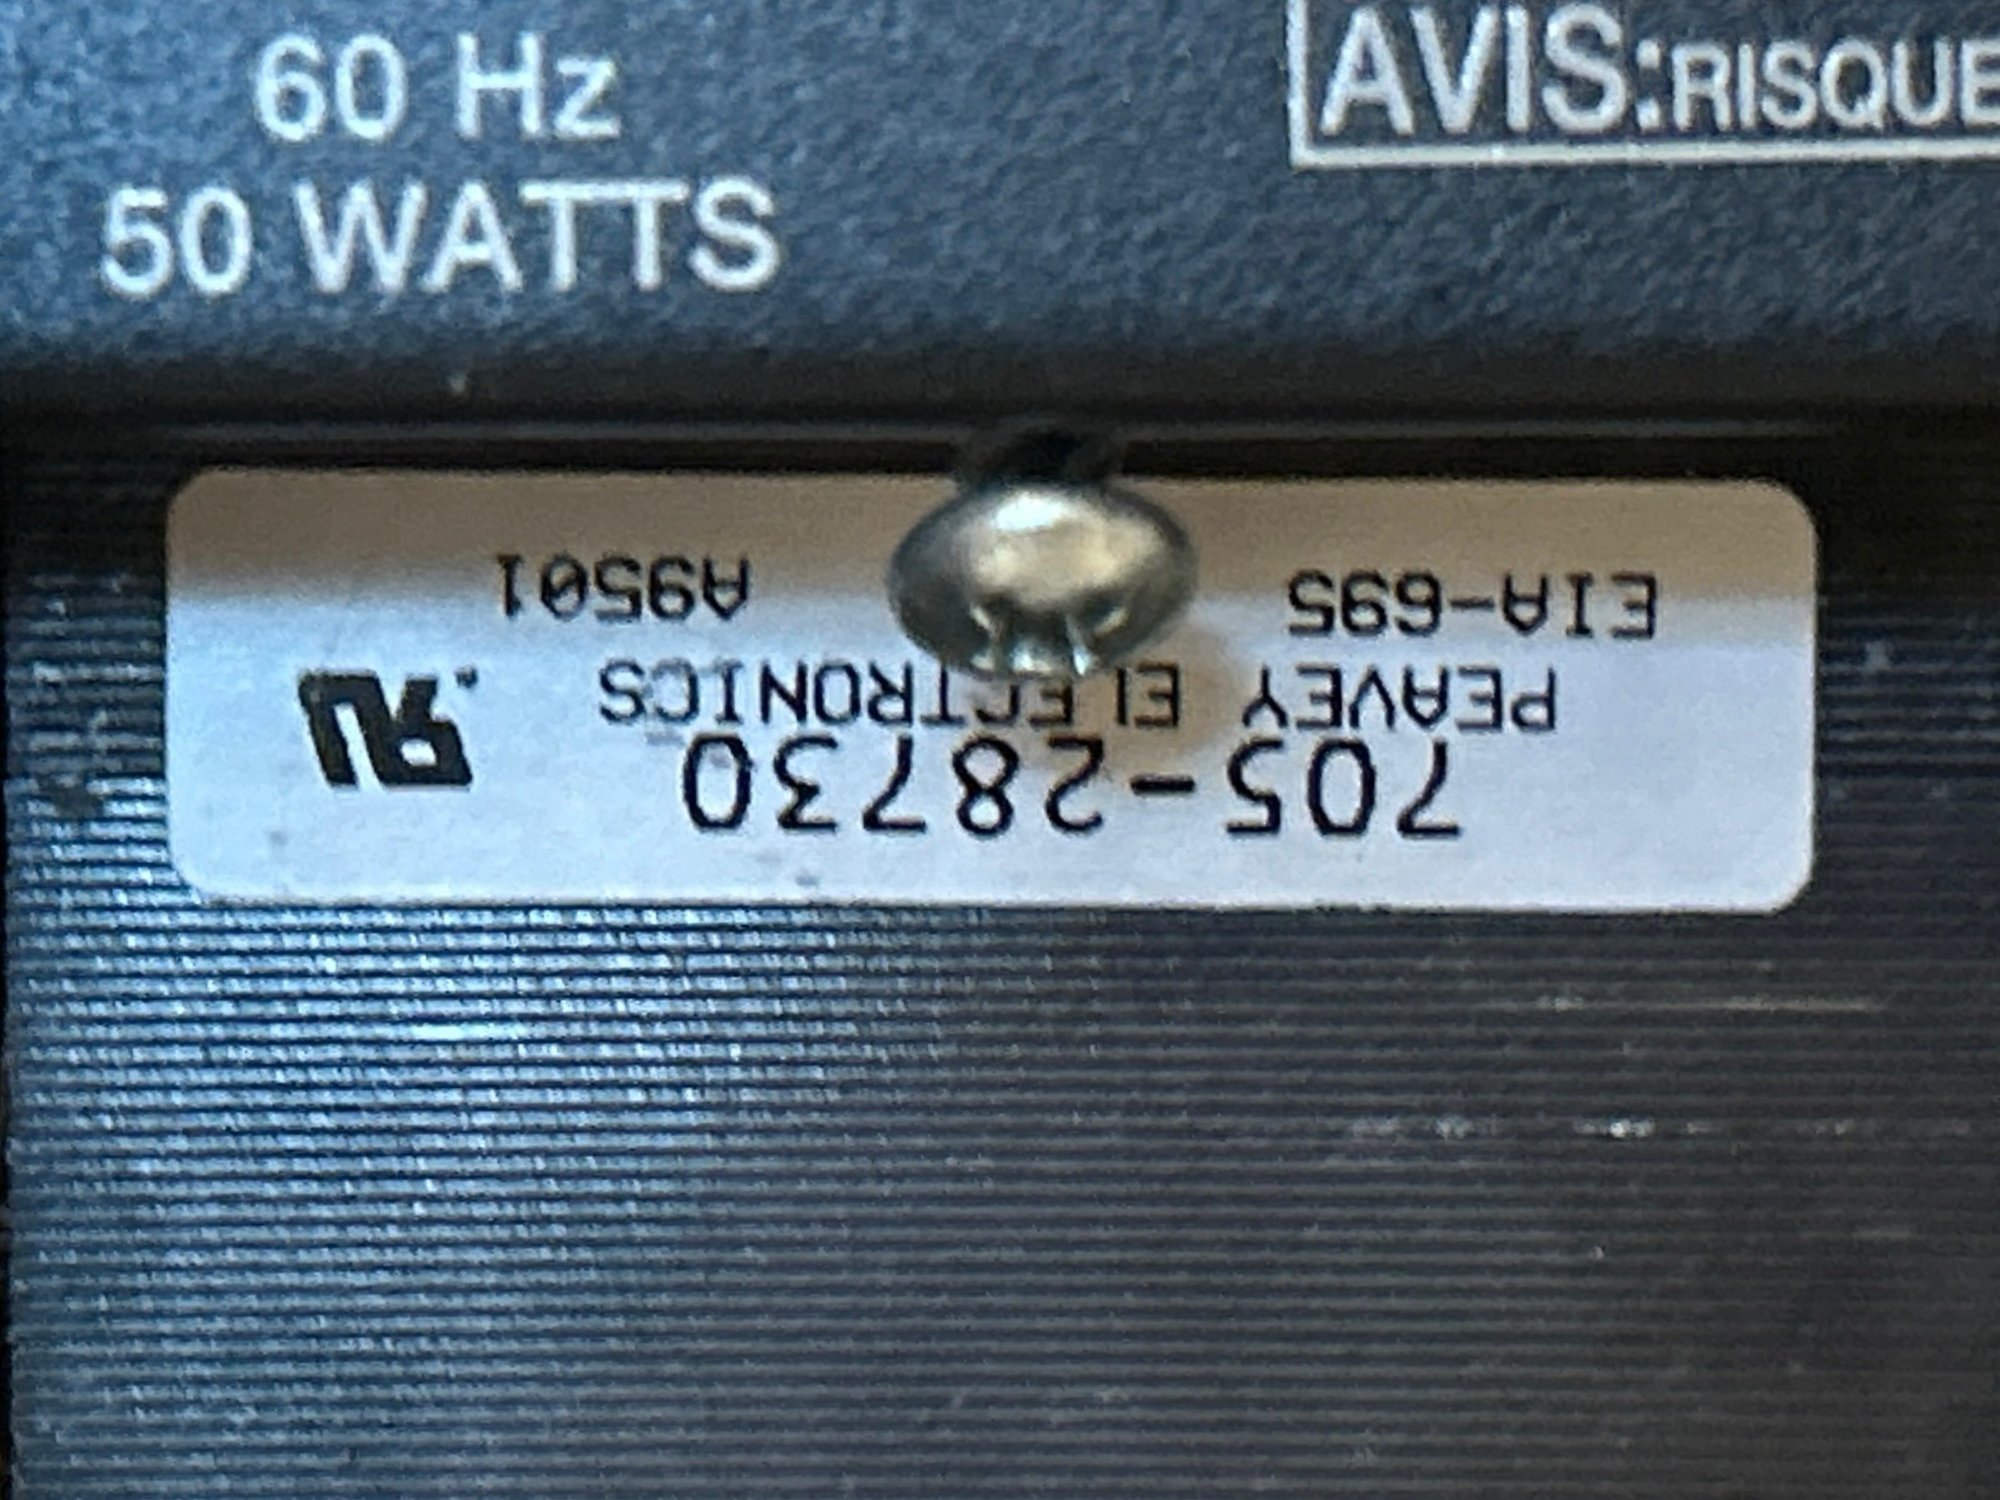 60 Hz
50 WATTS
AVIS:RISQUE
705-28730
PEAVEY ELECTRONICS
EIA-695 A9501